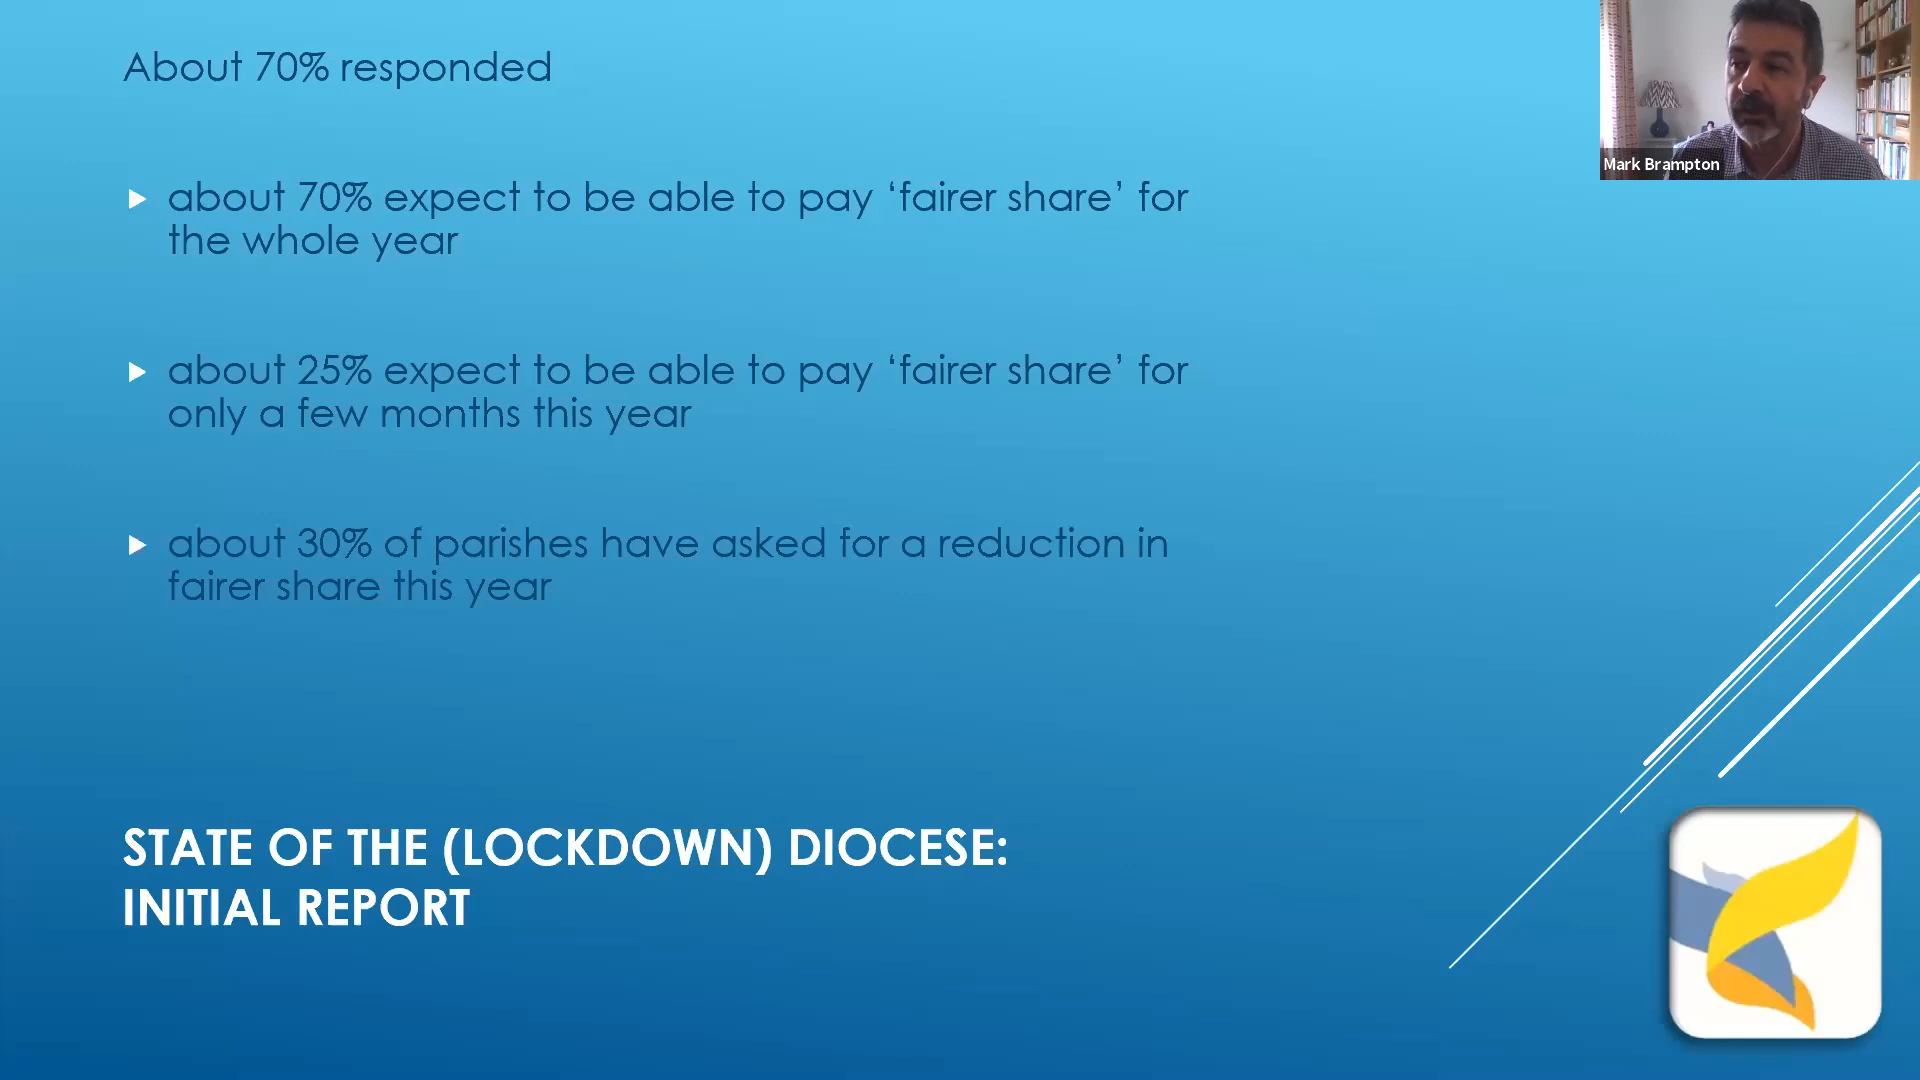 About 70% responded
about 70% expect to be able to pay ‘fairer share’ for
the whole year
about 25% expect to be able to pay ‘fairer share’ for
only a few months this year
about 30% of parishes have asked for a reduction in
fairer share this year
STATE OF THE (LOCKDOWN) DIOCESE:
INITIAL REPORT
Mark Brampton